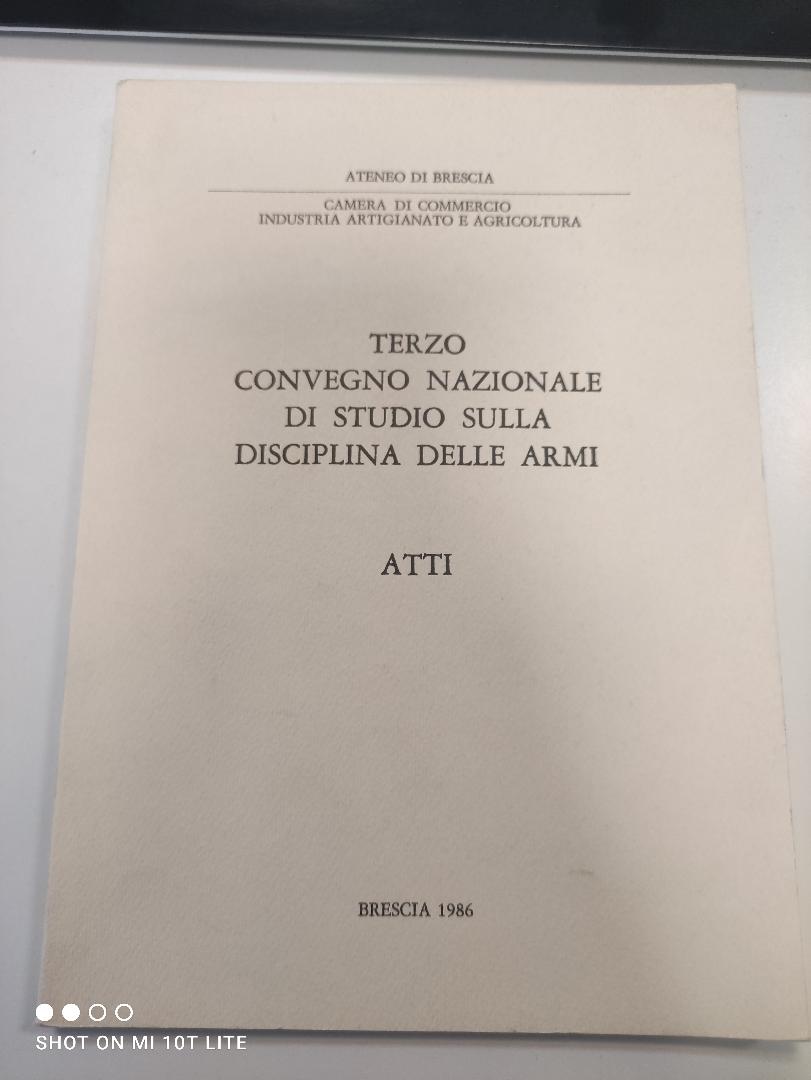 ATENEO DI BRESCIA
CAMERA DI COMMERCIO
INDUSTRIA ARTIGIANATO E AGRICOLTURA
TERZO
CONVEGNO NAZIONALE
DI STUDIO SULLA
DISCIPLINA DELLE ARMI
ATTI
BRESCIA 1986
SHOT ON MI 10T LITE